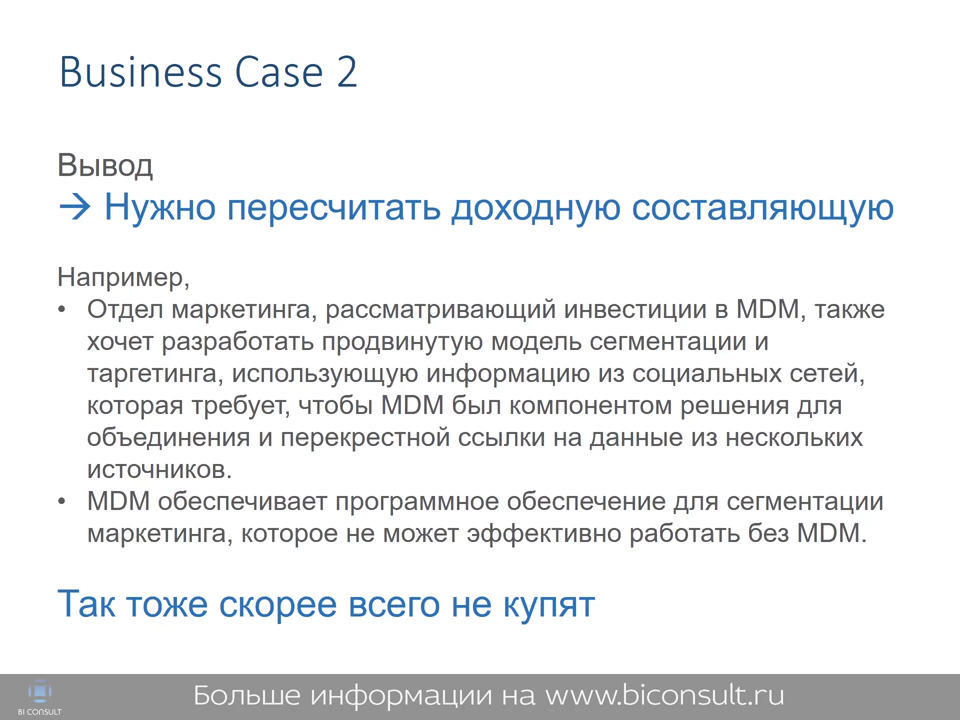 Business Case 2
Вывод
→ Нужно пересчитать доходную составляющую
Например,
• Отдел маркетинга, рассматривающий инвестиции в MDM, также
хочет разработать продвинутую модель сегментации и
таргетинга, использующую информацию из социальных сетей,
которая требует, чтобы MDM был компонентом решения для
объединения и перекрестной ссылки на данные из нескольких
источников.
• MDM обеспечивает программное обеспечение для сегментации
маркетинга, которое не может эффективно работать без MDM.
Так тоже скорее всего не купят
Больше информации на www.biconsult.ru
BI CONSULT